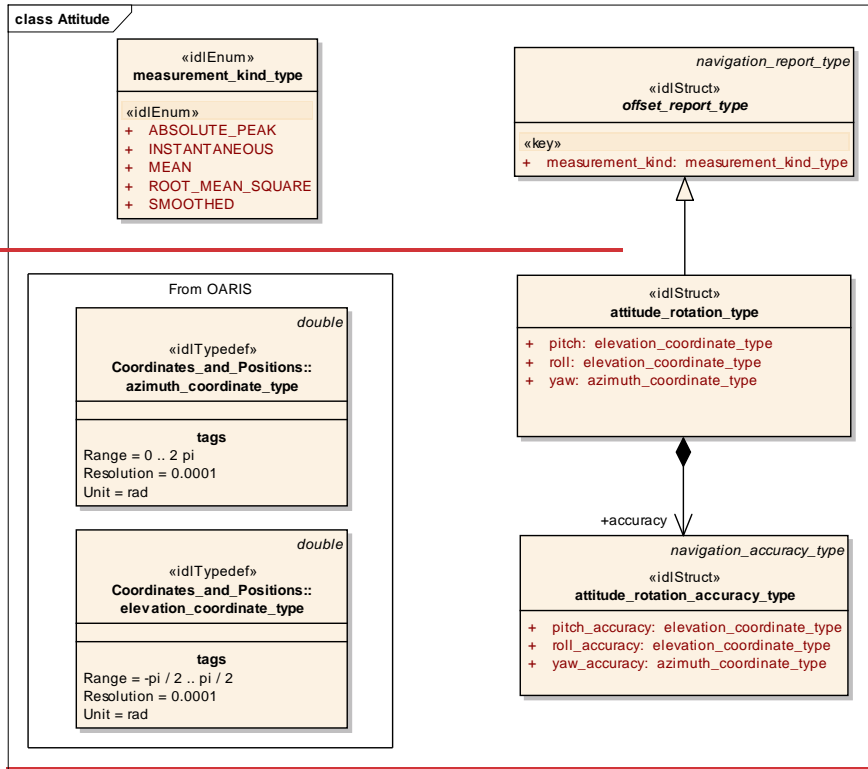 class Attitude
«idlEnum»
measurement_kind_type
«idlEnum»
+ ABSOLUTE_PEAK
+ INSTANTANEOUS
+ MEAN
+ ROOT_MEAN_SQUARE
+ SMOOTHED
navigation_report_type
«idlStruct»
offset_report_type
«key»
+ measurement_kind: measurement_kind_type
From OARIS
double
«idlTypedef»
Coordinates_and_Positions::
azimuth_coordinate_type
tags
Range = 0 .. 2 pi
Resolution = 0.0001
Unit = rad
double
«idlTypedef»
Coordinates_and_Positions::
elevation_coordinate_type
tags
Range = -pi / 2 .. pi / 2
Resolution = 0.0001
Unit = rad
«idlStruct»
attitude_rotation_type
+ pitch: elevation_coordinate_type
+ roll: elevation_coordinate_type
+ yaw: azimuth_coordinate_type
+accuracy
navigation_accuracy_type
«idlStruct»
attitude_rotation_accuracy_type
+ pitch_accuracy: elevation_coordinate_type
+ roll_accuracy: elevation_coordinate_type
+ yaw_accuracy: azimuth_coordinate_type